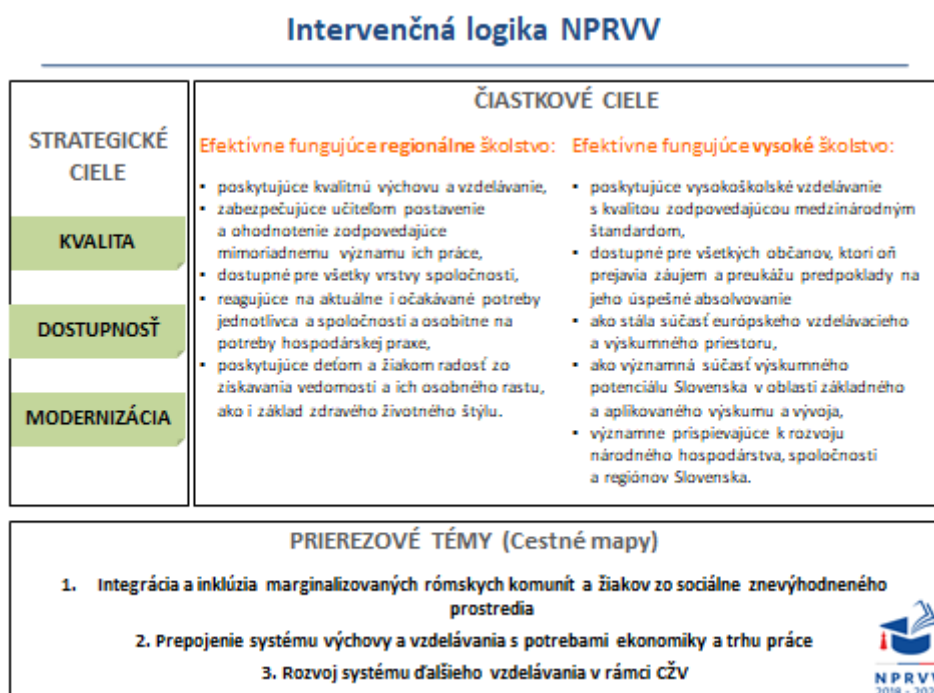 Intervenčná logika NPRVV
STRATEGICKÉ
CIELE
KVALITA
DOSTUPNOSŤ
MODERNIZÁCIA
ČIASTKOVÉ CIELE
Efektívne fungujúce regionálne školstvo:
▪ poskytujúce kvalitnú výchovu a vzdelávanie,
▪ zabezpečujúce učiteľom postavenie
a ohodnotenie zodpovedajúce
mimoriadnemu významu ich práce,
▪ dostupné pre všetky vrstvy spoločnosti,
▪ reagujúce na aktuálne i očakávané potreby
jednotlivca a spoločnosti a osobitne na
potreby hospodárskej praxe,
▪ poskytujúce deťom a žiakom radosť zo
získavania vedomostí a ich osobného rastu,
ako i základ zdravého životného štýlu.
Efektívne fungujúce vysoké školstvo:
▪ poskytujúce vysokoškolské vzdelávanie
s kvalitou zodpovedajúcou medzinárodným
štandardom,
▪ dostupné pre všetkých občanov, ktorí oň
prejavia záujem a preukážu predpoklady na
jeho úspešné absolvovanie
▪ ako stála súčasť európskeho vzdelávacieho
a výskumného priestoru,
▪ ako významná súčasť výskumného
potenciálu Slovenska v oblasti základného
a aplikovaného výskumu a vývoja,
▪ významne prispievajúce k rozvoju
národného hospodárstva, spoločnosti
a regiónov Slovenska.
PRIEREZOVÉ TÉMY (Cestné mapy)
1. Integrácia a inklúzia marginalizovaných rómskych komunít a žiakov zo sociálne znevýhodneného
prostredia
2. Prepojenie systému výchovy a vzdelávania s potrebami ekonomiky a trhu práce
3. Rozvoj systému ďalšieho vzdelávania v rámci CŽV
NPRVV